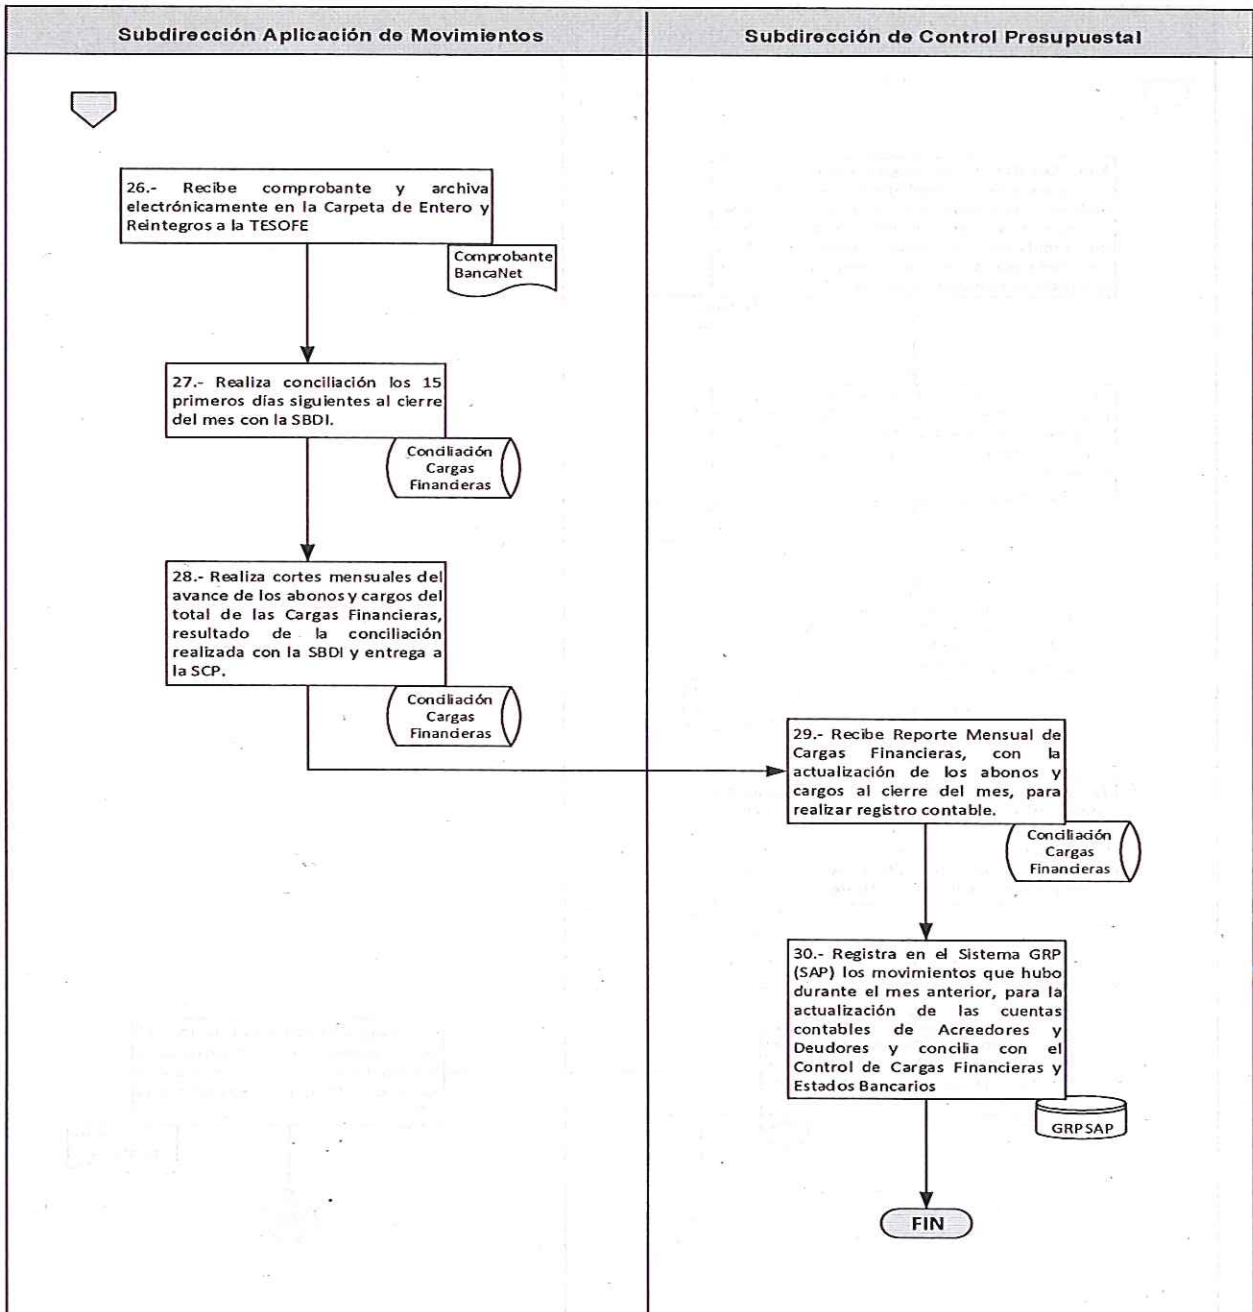 Subdirección Aplicación de Movimientos
Subdirección de Control Presupuestal
26.- Recibe comprobante y archiva
electrónicamente en la Carpeta de Entero y
Reintegros a la TESOFE
Comprobante
BancaNet
27.- Realiza conciliación los 15
primeros días siguientes al cierre
del mes con la SBDI.
Conciliación
Cargas
Financieras
28.- Realiza cortes mensuales del
avance de los abonos y cargos del
total de las Cargas Financieras,
resultado de la conciliación
realizada con la SBDI y entrega a
la SCP.
Conciliación
Cargas
Financieras
29.- Recibe Reporte Mensual de
Cargas Financieras, con la
actualización de los abonos y
cargos al cierre del mes, para
realizar registro contable.
Conciliación
Cargas
Financieras
30.- Registra en el Sistema GRP
(SAP) los movimientos que hubo
durante el mes anterior, para la
actualización de las cuentas
contables de Acreedores y
Deudores y concilia con el
Control de Cargas Financieras y
Estados Bancarios
GRP SAP
FIN